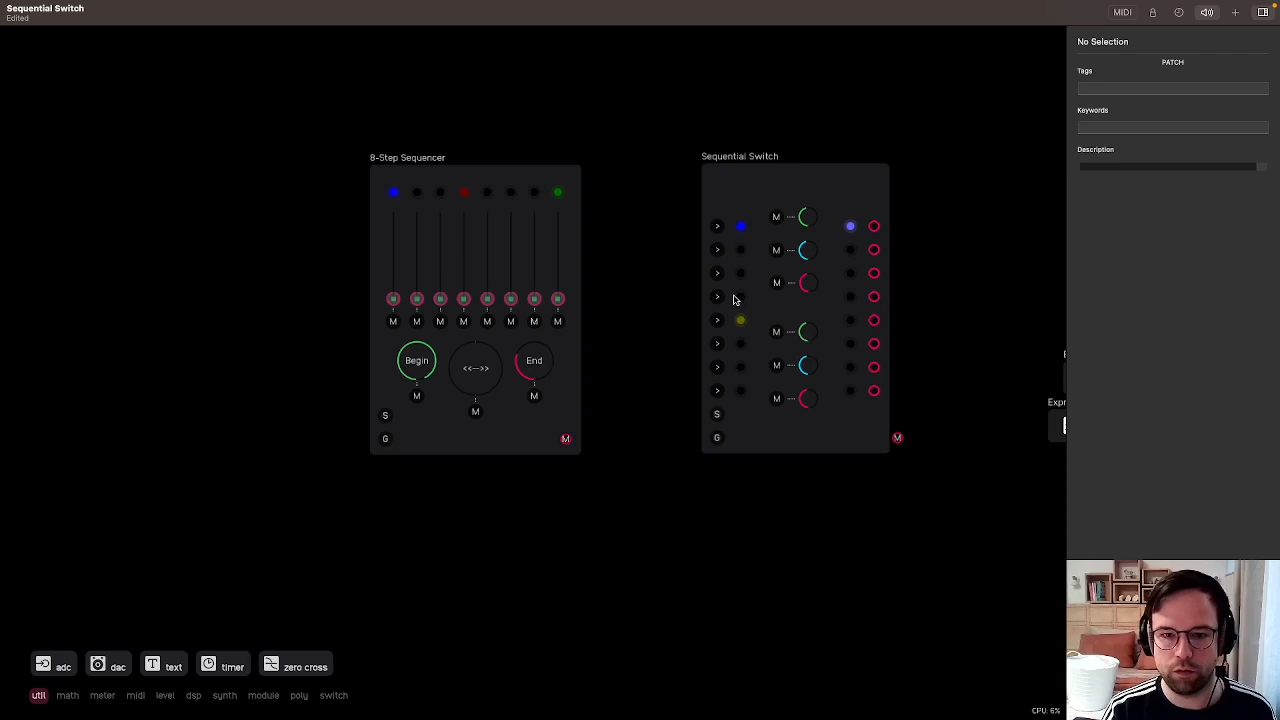 Sequential Switch
Edited
MIDI
No Selection
PATCH
Tags
Keywords
Description
8-Step Sequencer
M M M M M M M M
Begin
<<-->>
End
M
M
M
S
G
M
Sequential Switch
> M
> M
> M
>
> M
> M
> M
>
S
G
M
Expr
adc
dac
T text
timer
zero cross
util math meter midi level dsp synth module poly switch
CPU: 6%